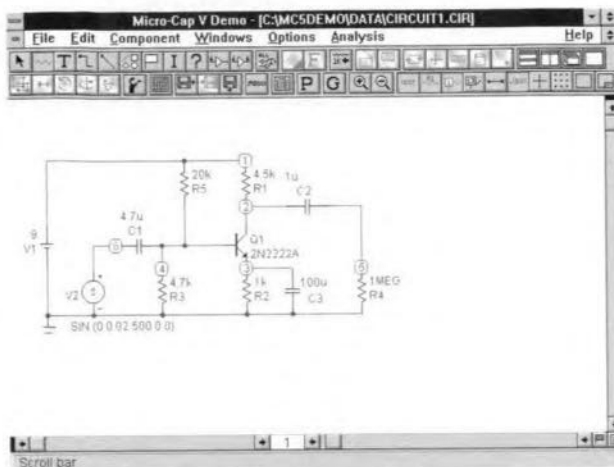 Micro-Cap V Demo - [C:\MC5DEMO\DATA\CIRCUIT1.CIR]
File Edit Component Windows Options Analysis Help
T I ?
P G
1
20k
R5
4.5k
R1
1u
C2
2
4.7u
C1
9
V1
6
Q1
2N2222A
4
4.7k
R3
3
1k
R2
100u
C3
5
1MEG
R4
V2
SIN (0 0.02 500 0 0)
1
Scroll bar